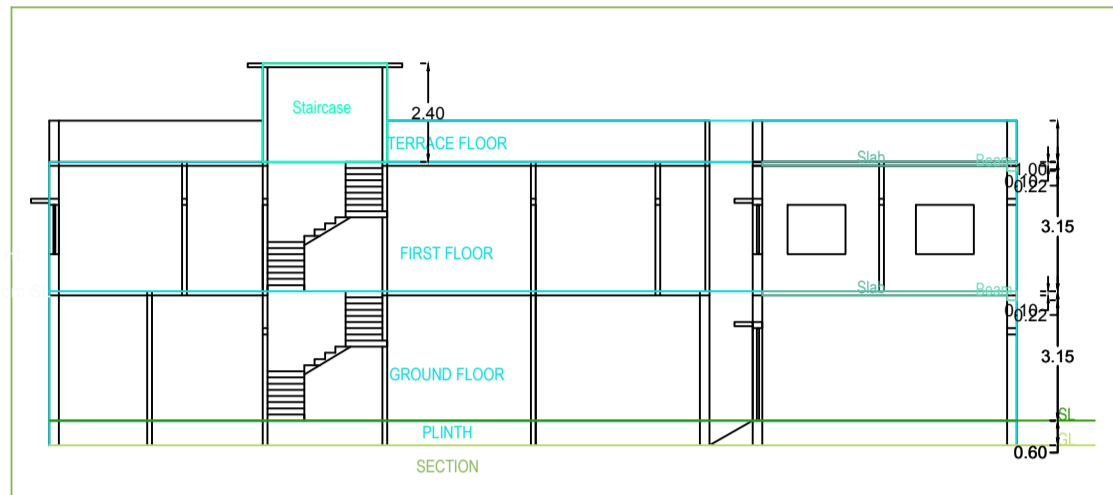 Staircase
2.40
TERRACE FLOOR
Slab
Beam
1.00
0.10
0.22
3.15
FIRST FLOOR
Slab
Beam
0.10
0.22
3.15
GROUND FLOOR
SL
PLINTH
GL
0.60
SECTION